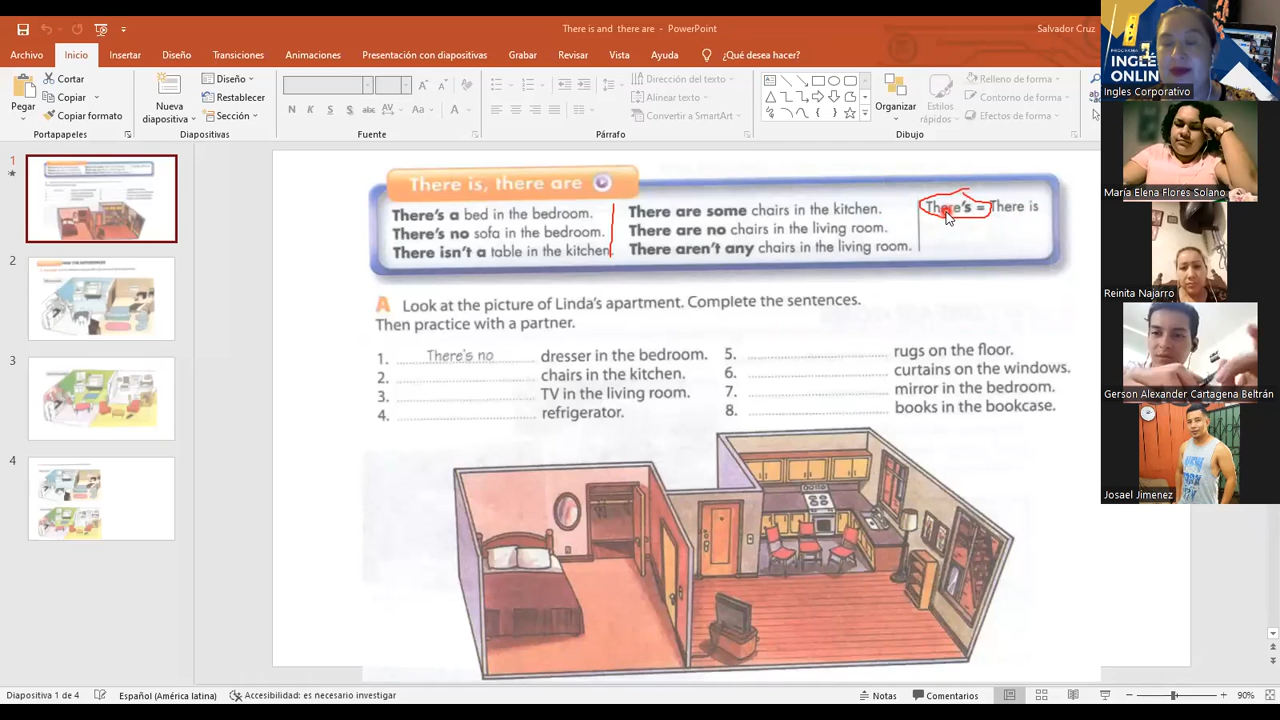 There is and there are - PowerPoint
Salvador Cruz
Archivo
Inicio
Insertar
Diseño
Transiciones
Animaciones
Presentación con diapositivas
Grabar
Revisar
Vista
Ayuda
¿Qué desea hacer?
Pegar
Cortar
Copiar
Copiar formato
Portapapeles
Nueva diapositiva
Diseño
Restablecer
Sección
Diapositivas
Fuente
Dirección del texto
Alinear texto
Convertir a SmartArt
Párrafo
Organizar
Estilos rápidos
Relleno de forma
Contorno de forma
Efectos de forma
Dibujo
PROGRAMA
INGLÉS
ONLIN
Ingles Corporativo
María Elena Flores Solano
Reinita Najarro
Gerson Alexander Cartagena Beltrán
Josael Jimenez
1
2
3
4
There is, there are
There's a bed in the bedroom.
There's no sofa in the bedroom.
There isn't a table in the kitchen
There are some chairs in the kitchen.
There are no chairs in the living room.
There aren't any chairs in the living room.
There's = There is
A Look at the picture of Linda's apartment. Complete the sentences.
Then practice with a partner.
1. There's no dresser in the bedroom.
2. chairs in the kitchen.
3. TV in the living room.
4. refrigerator.
5. rugs on the floor.
6. curtains on the windows.
7. mirror in the bedroom.
8. books in the bookcase.
Diapositiva 1 de 4
Español (América latina)
Accesibilidad: es necesario investigar
Notas
Comentarios
90%